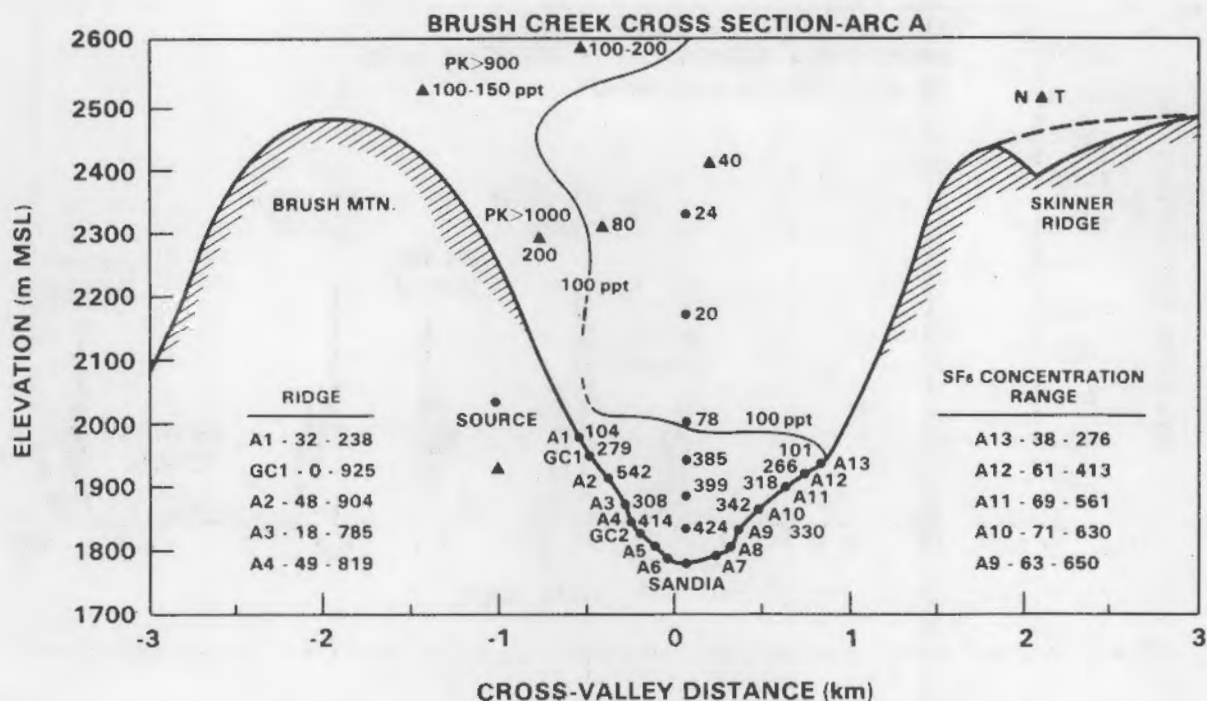 BRUSH CREEK CROSS SECTION-ARC A
ELEVATION (m MSL)
2600
2500
2400
2300
2200
2100
2000
1900
1800
1700
100-200
PK>900
100-150 ppt
N T
40
24
BRUSH MTN.
SKINNER
RIDGE
PK>1000
200
80
100 ppt
20
RIDGE
A1 - 32 - 238
GC1 - 0 - 925
A2 - 48 - 904
A3 - 18 - 785
A4 - 49 - 819
SOURCE
78
100 ppt
A1 104
GC1 279
A2 542
A3 308
A4 414
GC2
A5
A6
SANDIA
385
399
424
101 A13
266 A12
318 A11
342 A10
A9 330
A8
A7
SF6 CONCENTRATION
RANGE
A13 - 38 - 276
A12 - 61 - 413
A11 - 69 - 561
A10 - 71 - 630
A9 - 63 - 650
-3 -2 -1 0 1 2 3
CROSS-VALLEY DISTANCE (km)